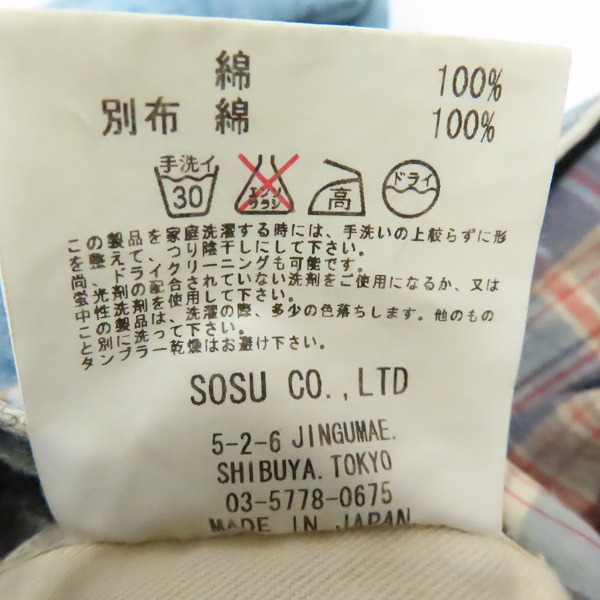 綿 100%
別布 綿 100%
手洗イ 30 エンソ サラシ 高 ドライ
この製品を家庭洗濯する時には、手洗いの上絞らずに形
を整えて、つり陰干しにして下さい。
尚、ドライクリーニングも可能です。
蛍光剤の配合されていない洗剤をご使用になるか、又は
中性洗剤を使用して下さい。
この製品は、洗濯の際、多少の色落ちします。他のもの
と別に洗って下さい。
タンブラー乾燥はお避け下さい。
SOSU CO.,LTD
5-2-6 JINGUMAE.
SHIBUYA.TOKYO
03-5778-0675
MADE IN JAPAN